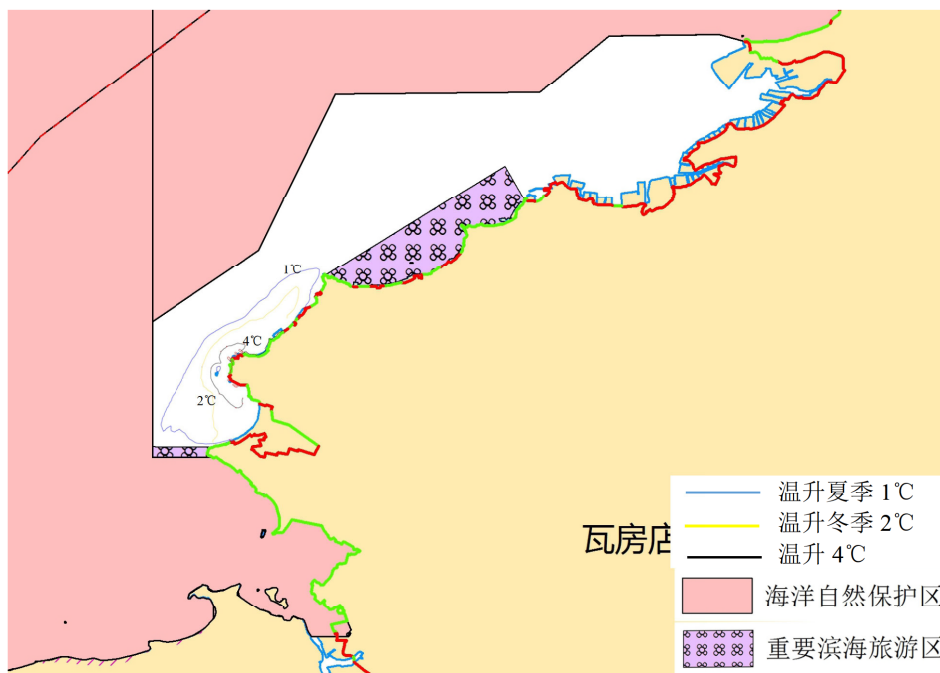 1℃
4℃
2℃
瓦房店
温升夏季 1℃
温升冬季 2℃
温升 4℃
海洋自然保护区
重要滨海旅游区